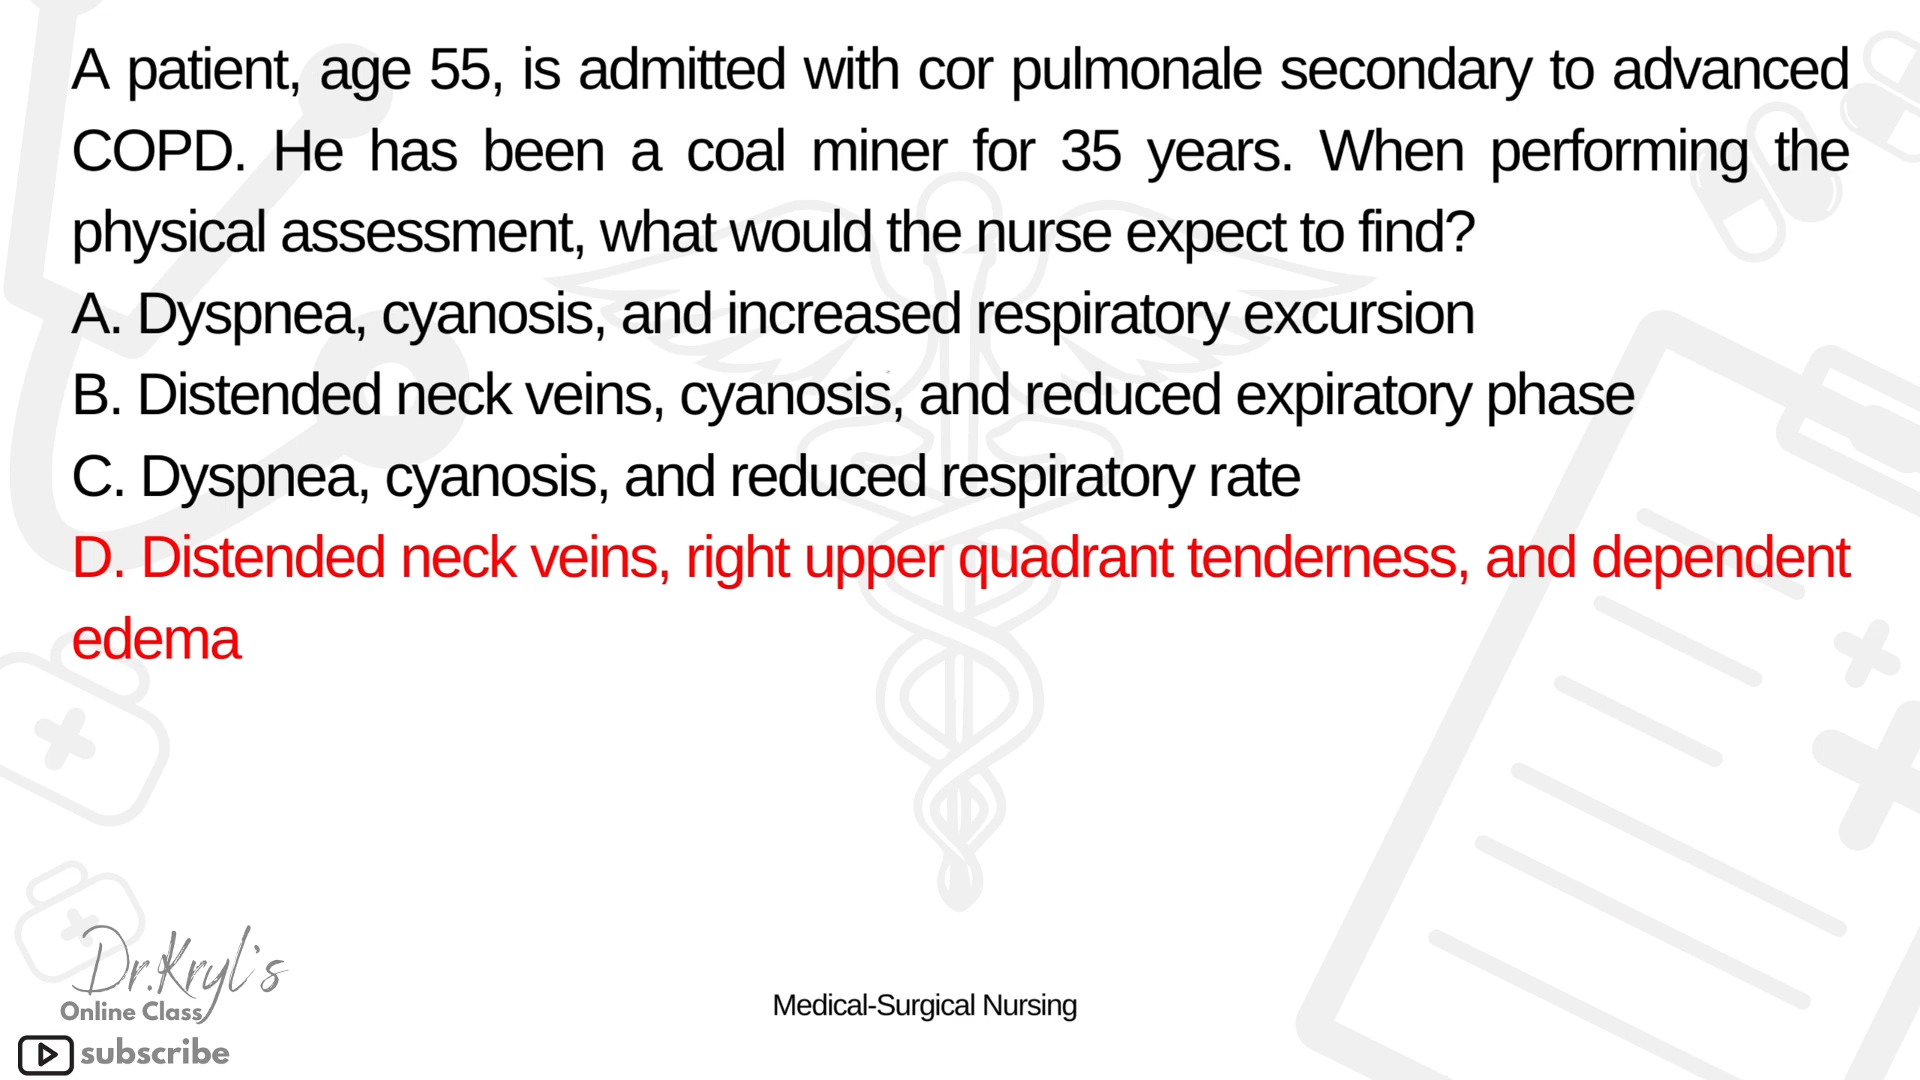 A patient, age 55, is admitted with cor pulmonale secondary to advanced
COPD. He has been a coal miner for 35 years. When performing the
physical assessment, what would the nurse expect to find?
A. Dyspnea, cyanosis, and increased respiratory excursion
B. Distended neck veins, cyanosis, and reduced expiratory phase
C. Dyspnea, cyanosis, and reduced respiratory rate
D. Distended neck veins, right upper quadrant tenderness, and dependent
edema
Dr.Kryl's
Online Class
subscribe
Medical-Surgical Nursing